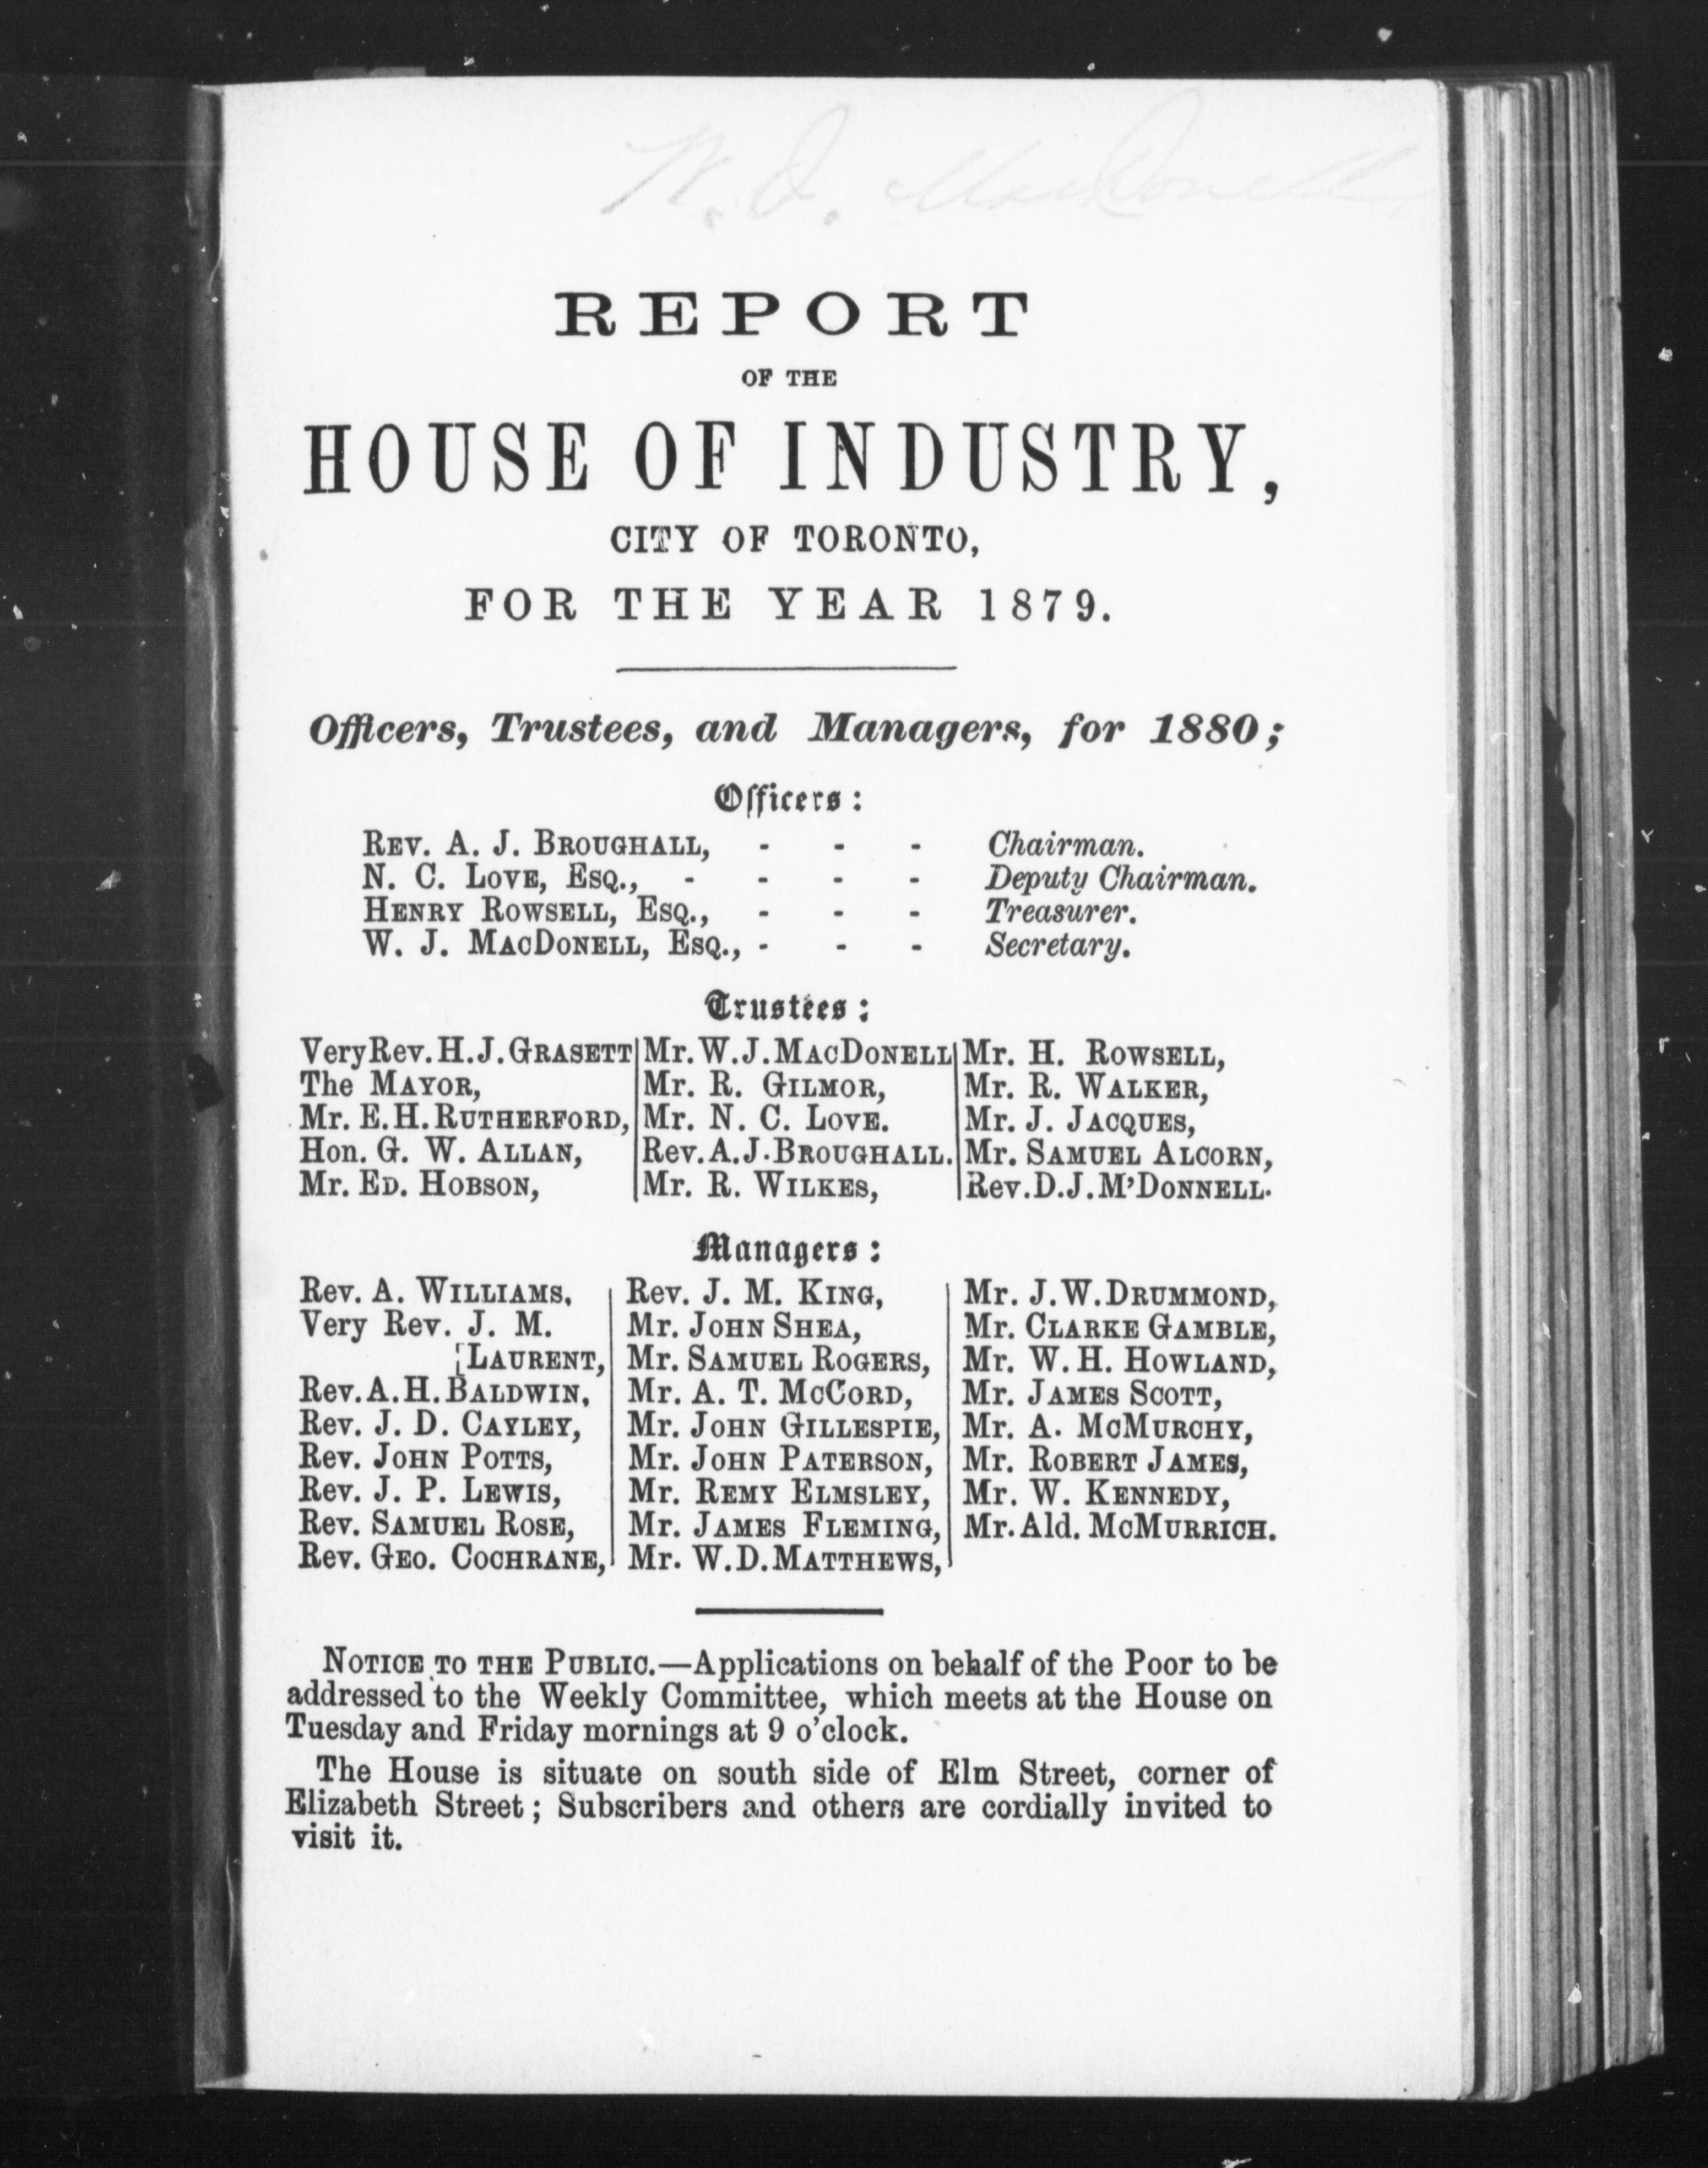 W. J. MacDonell
REPORT
OF THE
HOUSE OF INDUSTRY,
CITY OF TORONTO,
FOR THE YEAR 1879.
Officers, Trustees, and Managers, for 1880;
Officers:
REV. A. J. BROUGHALL, - - - Chairman.
N. C. LOVE, ESQ., - - - - Deputy Chairman.
HENRY ROWSELL, ESQ., - - - Treasurer.
W. J. MACDONELL, ESQ., - - - Secretary.
Trustees:
Very Rev. H. J. GRASETT
The MAYOR,
Mr. E. H. RUTHERFORD,
Hon. G. W. ALLAN,
Mr. ED. HOBSON,
Mr. W. J. MACDONELL
Mr. R. GILMOR,
Mr. N. C. LOVE.
Rev. A. J. BROUGHALL.
Mr. R. WILKES,
Mr. H. ROWSELL,
Mr. R. WALKER,
Mr. J. JACQUES,
Mr. SAMUEL ALCORN,
Rev. D. J. M'DONNELL.
Managers:
Rev. A. WILLIAMS,
Very Rev. J. M.
[LAURENT,
Rev. A. H. BALDWIN,
Rev. J. D. CAYLEY,
Rev. JOHN POTTS,
Rev. J. P. LEWIS,
Rev. SAMUEL ROSE,
Rev. GEO. COCHRANE,
Rev. J. M. KING,
Mr. JOHN SHEA,
Mr. SAMUEL ROGERS,
Mr. A. T. MCCORD,
Mr. JOHN GILLESPIE,
Mr. JOHN PATERSON,
Mr. REMY ELMSLEY,
Mr. JAMES FLEMING,
Mr. W. D. MATTHEWS,
Mr. J. W. DRUMMOND,
Mr. CLARKE GAMBLE,
Mr. W. H. HOWLAND,
Mr. JAMES SCOTT,
Mr. A. MCMURCHY,
Mr. ROBERT JAMES,
Mr. W. KENNEDY,
Mr. Ald. MCMURRICH.
NOTICE TO THE PUBLIC.—Applications on behalf of the Poor to be
addressed to the Weekly Committee, which meets at the House on
Tuesday and Friday mornings at 9 o'clock.
The House is situate on south side of Elm Street, corner of
Elizabeth Street; Subscribers and others are cordially invited to
visit it.